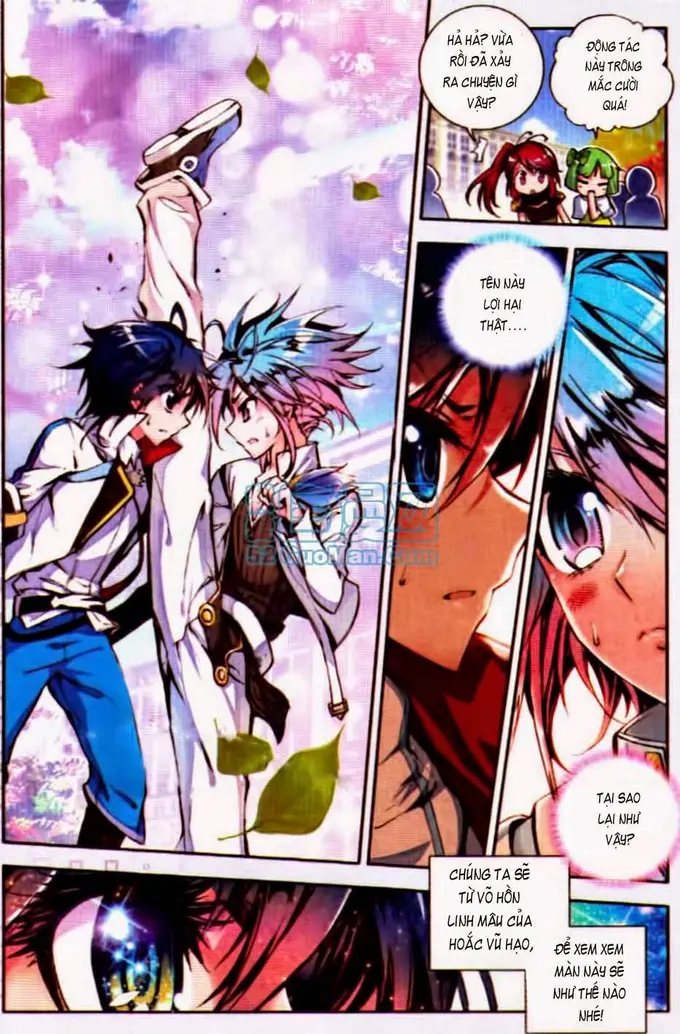 HẢ HẢ? VỪA
RỒI ĐÃ XẢY
RA CHUYỆN GÌ
VẬY?
ĐỘNG TÁC
NÀY TRÔNG
MẮC CƯỜI
QUÁ!
TÊN NÀY
LỢI HẠI
THẬT....
TẠI SAO
LẠI NHƯ
VẬY?
CHÚNG TA SẼ
TỪ VÕ HỒN
LINH MÂU CỦA
HOẮC VŨ HẠO,
ĐỂ XEM XEM
MÀN NÀY SẼ
NHƯ THẾ NÀO
NHÉ!